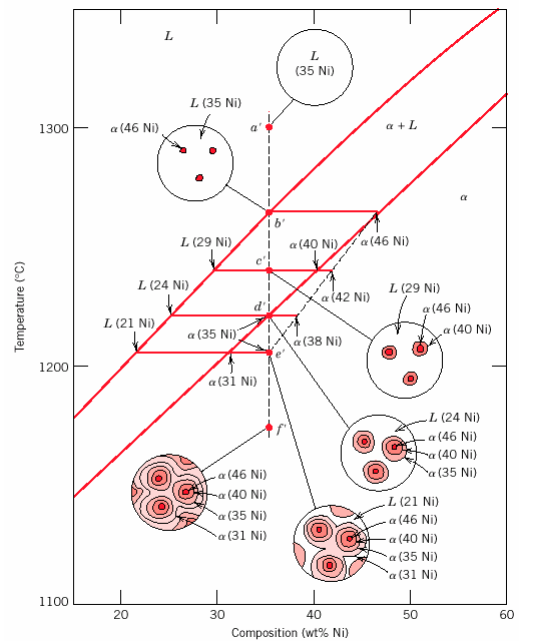 L
L
(35 Ni)
L (35 Ni)
α (46 Ni)
1300
a′
α + L
α
b′
L (29 Ni)
α (40 Ni)
α (46 Ni)
c′
L (24 Ni)
α (42 Ni)
L (29 Ni)
α (46 Ni)
α (40 Ni)
d′
L (21 Ni)
α (35 Ni)
α (38 Ni)
e′
1200
α (31 Ni)
L (24 Ni)
α (46 Ni)
α (40 Ni)
α (35 Ni)
f′
α (46 Ni)
α (40 Ni)
α (35 Ni)
α (31 Ni)
L (21 Ni)
α (46 Ni)
α (40 Ni)
α (35 Ni)
α (31 Ni)
1100
20 30 40 50 60
Composition (wt% Ni)
Temperature (°C)